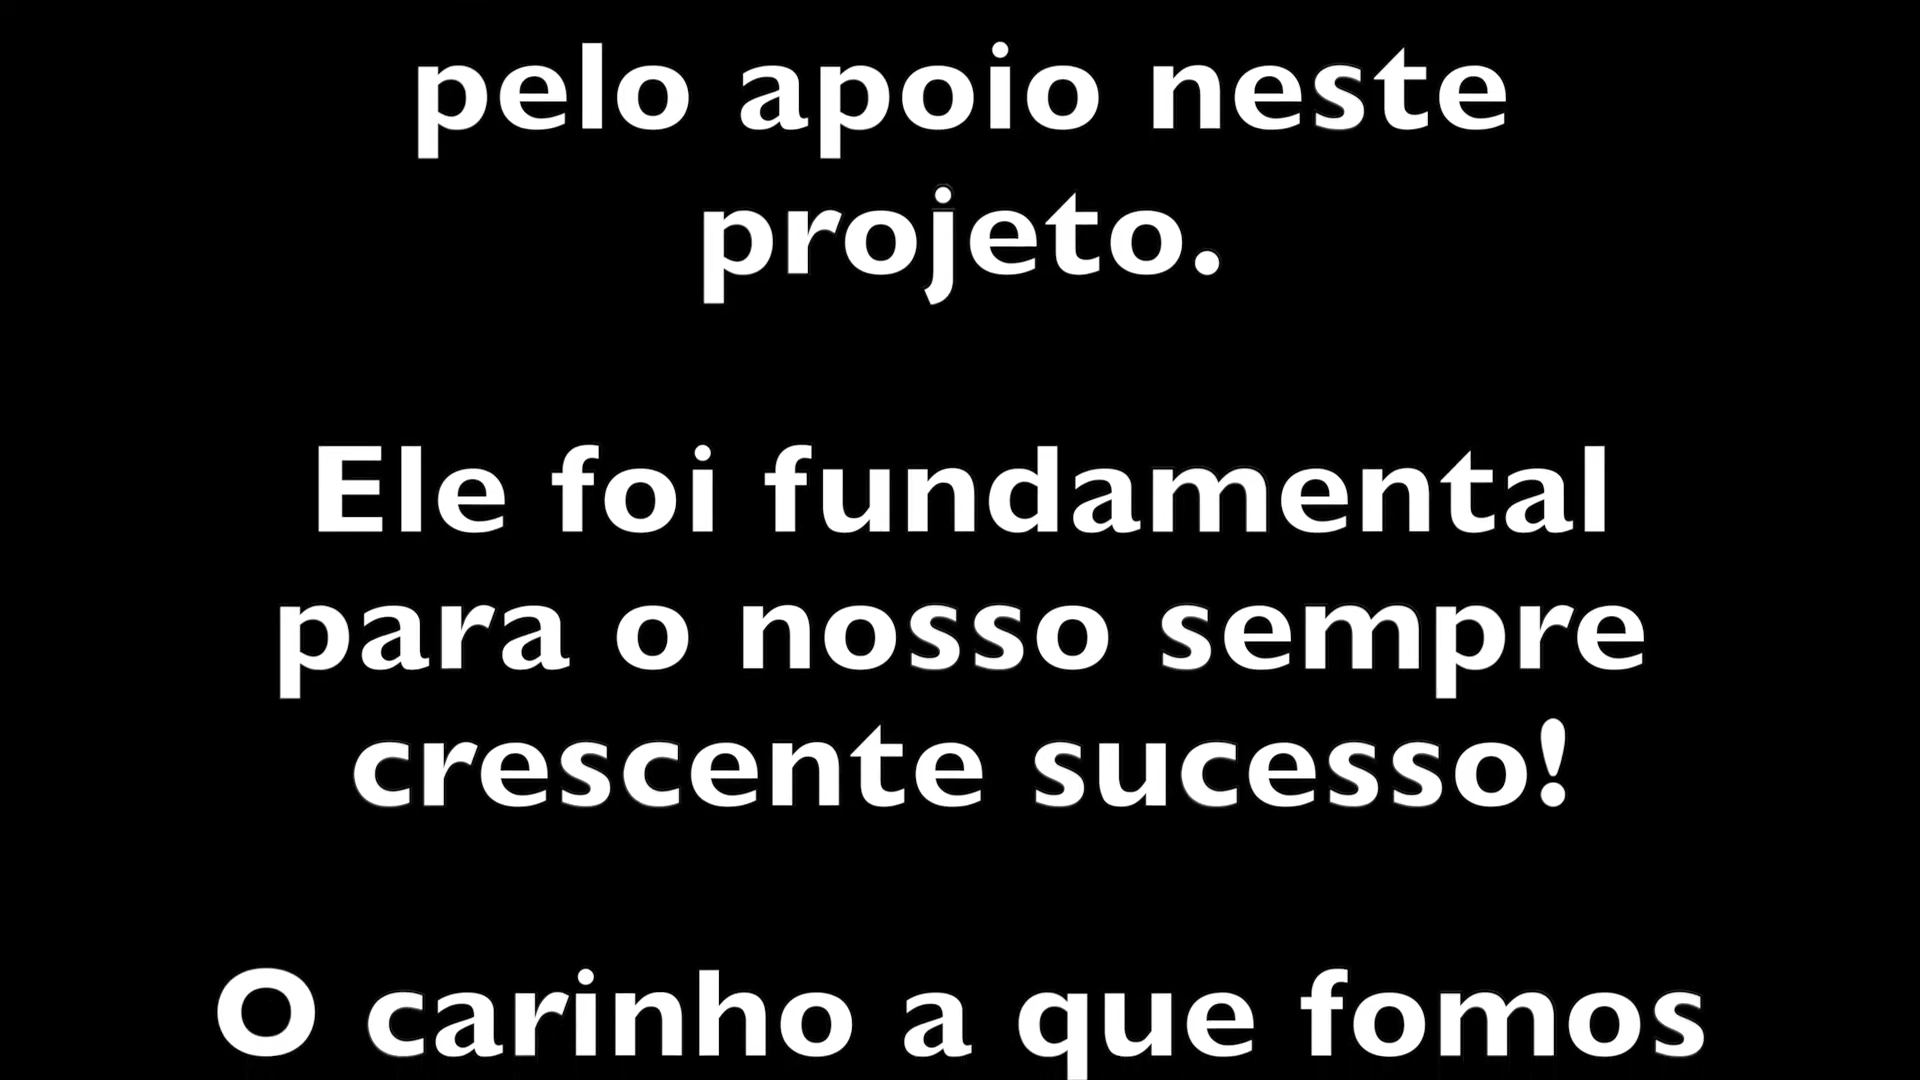 pelo apoio neste
projeto.
Ele foi fundamental
para o nosso sempre
crescente sucesso!
O carinho a que fomos